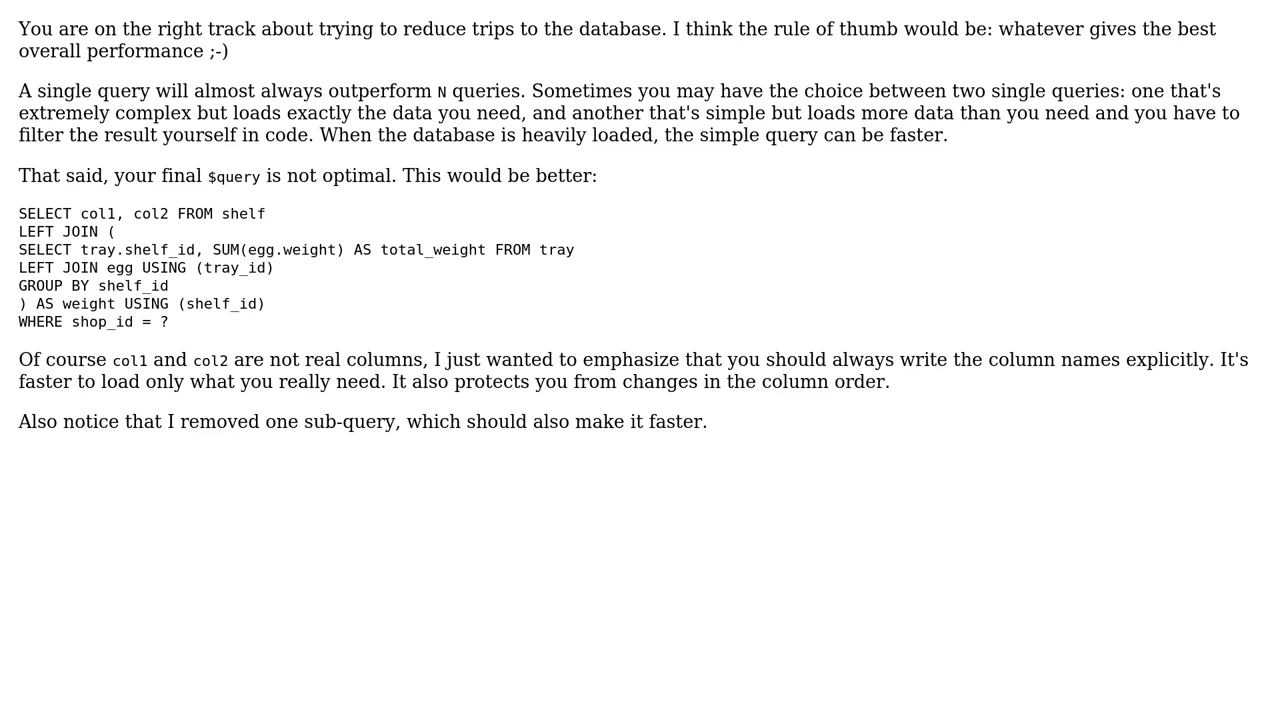 You are on the right track about trying to reduce trips to the database. I think the rule of thumb would be: whatever gives the best
overall performance ;-)
A single query will almost always outperform N queries. Sometimes you may have the choice between two single queries: one that's
extremely complex but loads exactly the data you need, and another that's simple but loads more data than you need and you have to
filter the result yourself in code. When the database is heavily loaded, the simple query can be faster.
That said, your final $query is not optimal. This would be better:
SELECT col1, col2 FROM shelf
LEFT JOIN (
SELECT tray.shelf_id, SUM(egg.weight) AS total_weight FROM tray
LEFT JOIN egg USING (tray_id)
GROUP BY shelf_id
) AS weight USING (shelf_id)
WHERE shop_id = ?
Of course col1 and col2 are not real columns, I just wanted to emphasize that you should always write the column names explicitly. It's
faster to load only what you really need. It also protects you from changes in the column order.
Also notice that I removed one sub-query, which should also make it faster.